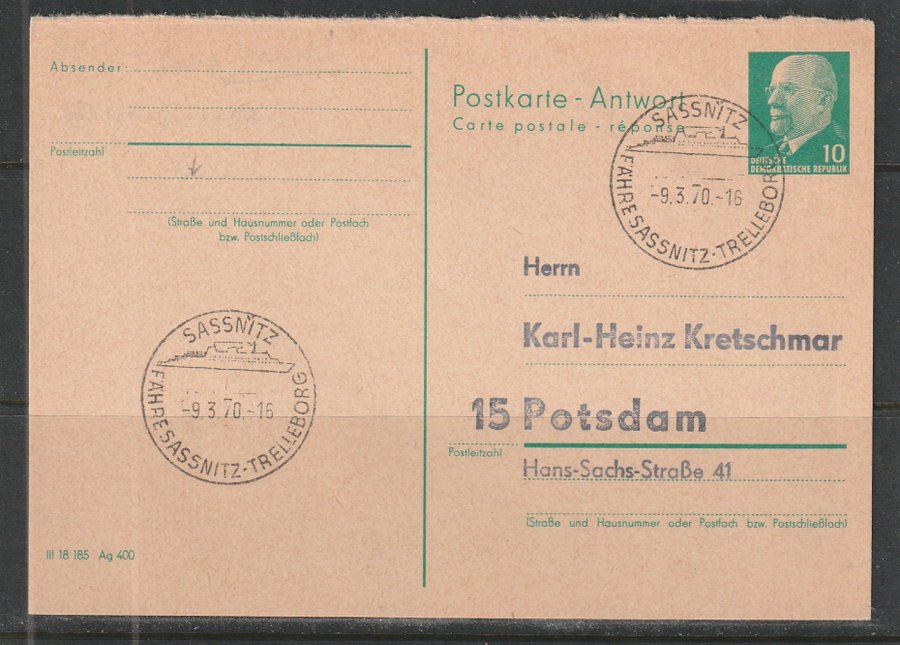 Absender:
Postleitzahl
(Straße und Hausnummer oder Postfach
bzw. Postschließfach)
SASSNITZ
-9.3.70.-16
FÄHRE SASSNITZ-TRELLEBORG
III 18 185 Ag 400
Postkarte - Antwort
Carte postale - réponse
DEUTSCHE
DEMOKRATISCHE REPUBLIK
10
SASSNITZ
-9.3.70.-16
FÄHRE SASSNITZ-TRELLEBORG
Herrn
Karl-Heinz Kretschmar
15 Potsdam
Postleitzahl
Hans-Sachs-Straße 41
(Straße und Hausnummer oder Postfach bzw. Postschließfach)